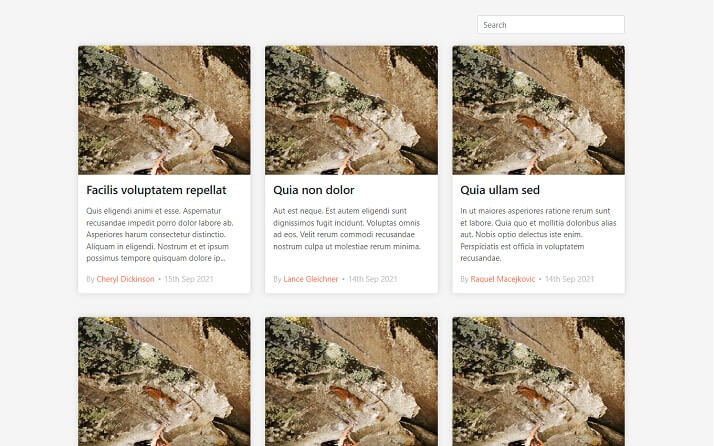 Search
Facilis voluptatem repellat
Quis eligendi animi et esse. Aspernatur
recusandae impedit porro dolor labore ab.
Asperiores harum consectetur distinctio.
Aliquam in eligendi. Nostrum et et ipsum
possimus tempore quisquam dolore ip...
By Cheryl Dickinson • 15th Sep 2021
Quia non dolor
Aut est neque. Est autem eligendi sunt
dignissimos fugit incidunt. Voluptas omnis
ad eos. Velit rerum commodi recusandae
nostrum culpa ut molestiae rerum minima.
By Lance Gleichner • 14th Sep 2021
Quia ullam sed
In ut maiores asperiores ratione rerum sunt
et labore. Quia quo et mollitia doloribus alias
aut. Nobis optio delectus iste enim.
Perspiciatis est officia in voluptatem
recusandae.
By Raquel Macejkovic • 14th Sep 2021